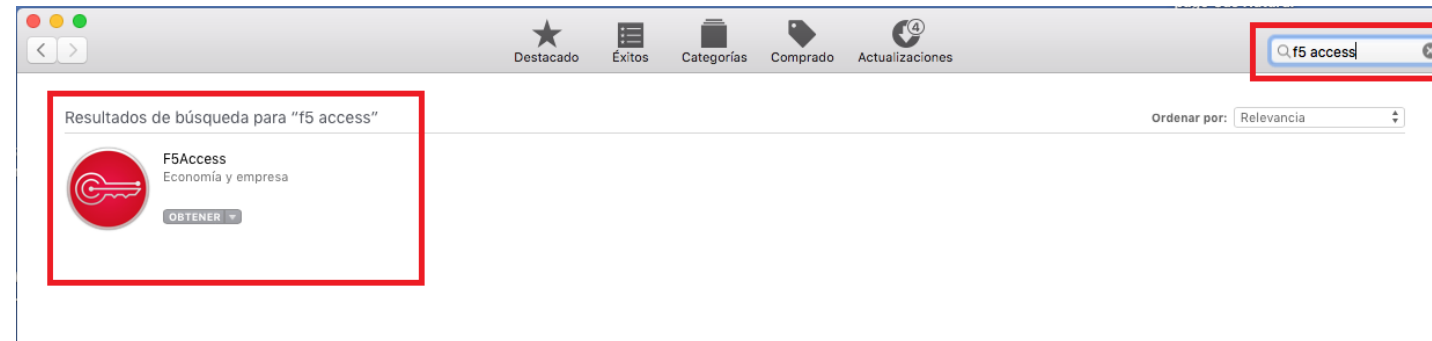 4
Destacado Éxitos Categorías Comprado Actualizaciones
f5 access
Resultados de búsqueda para "f5 access"
Ordenar por: Relevancia
F5Access
Economía y empresa
OBTENER